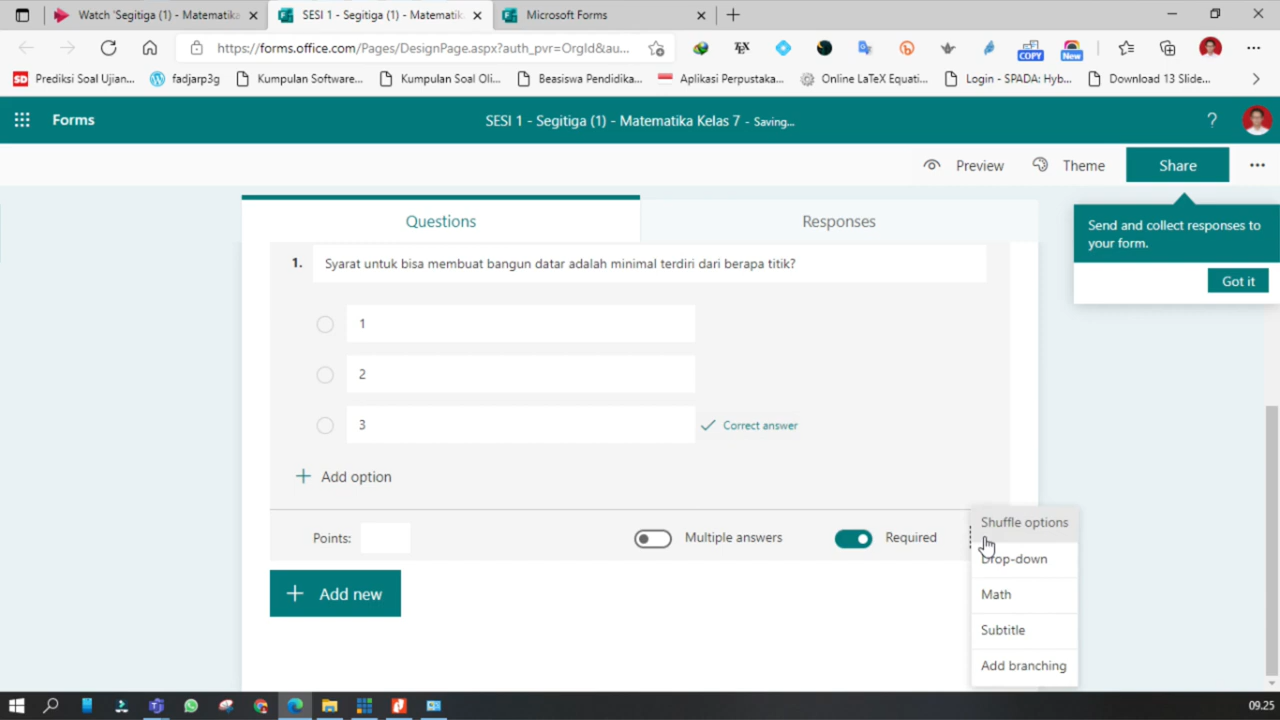 Watch 'Segitiga (1) - Matematika
SESI 1 - Segitiga (1) - Matematik
Microsoft Forms
https://forms.office.com/Pages/DesignPage.aspx?auth_pvr=OrgId&au...
TEX
COPY
New
SD Prediksi Soal Ujian...
fadjarp3g
Kumpulan Software...
Kumpulan Soal Oli...
Beasiswa Pendidika...
Aplikasi Perpustaka...
Online LaTeX Equati...
Login - SPADA: Hyb...
Download 13 Slide...
Forms
SESI 1 - Segitiga (1) - Matematika Kelas 7 - Saving...
?
Preview
Theme
Share
Questions
Responses
Send and collect responses to
your form.
Got it
1. Syarat untuk bisa membuat bangun datar adalah minimal terdiri dari berapa titik?
1
2
3
Correct answer
Add option
Points:
Multiple answers
Required
Shuffle options
Drop-down
Math
Subtitle
Add branching
Add new
09.25